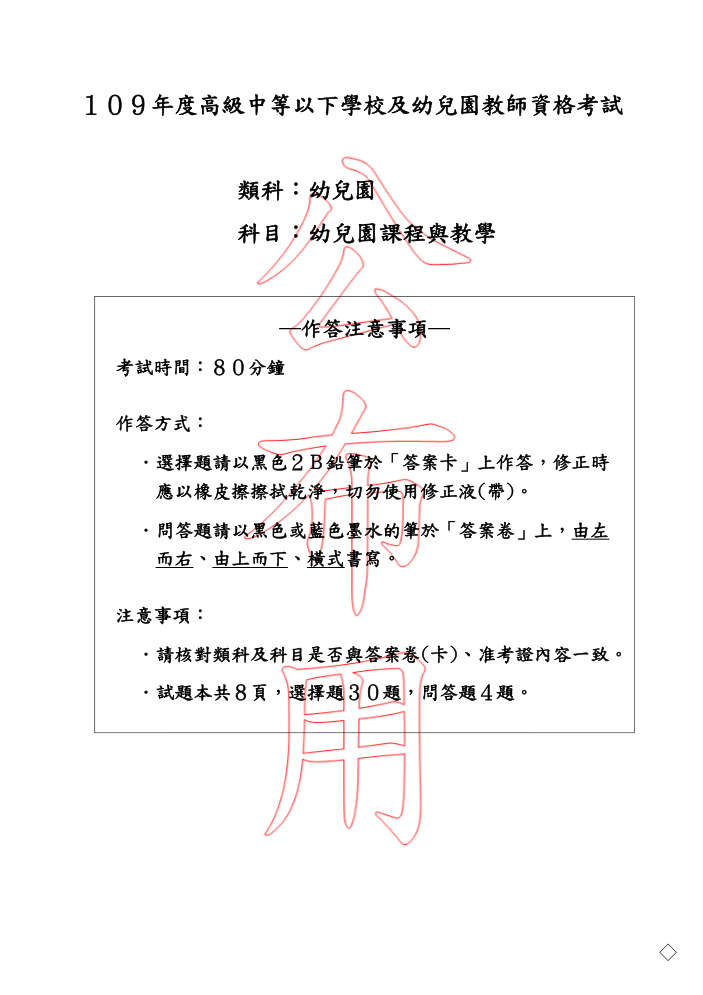 109年度高級中等以下學校及幼兒園教師資格考試
類科：幼兒園
科目：幼兒園課程與教學
—作答注意事項—
考試時間：80分鐘
作答方式：
．選擇題請以黑色2B鉛筆於「答案卡」上作答，修正時
應以橡皮擦擦拭乾淨，切勿使用修正液(帶)。
．問答題請以黑色或藍色墨水的筆於「答案卷」上，由左
而右、由上而下、橫式書寫。
注意事項：
．請核對類科及科目是否與答案卷(卡)、准考證內容一致。
．試題本共8頁，選擇題30題，問答題4題。
公布用